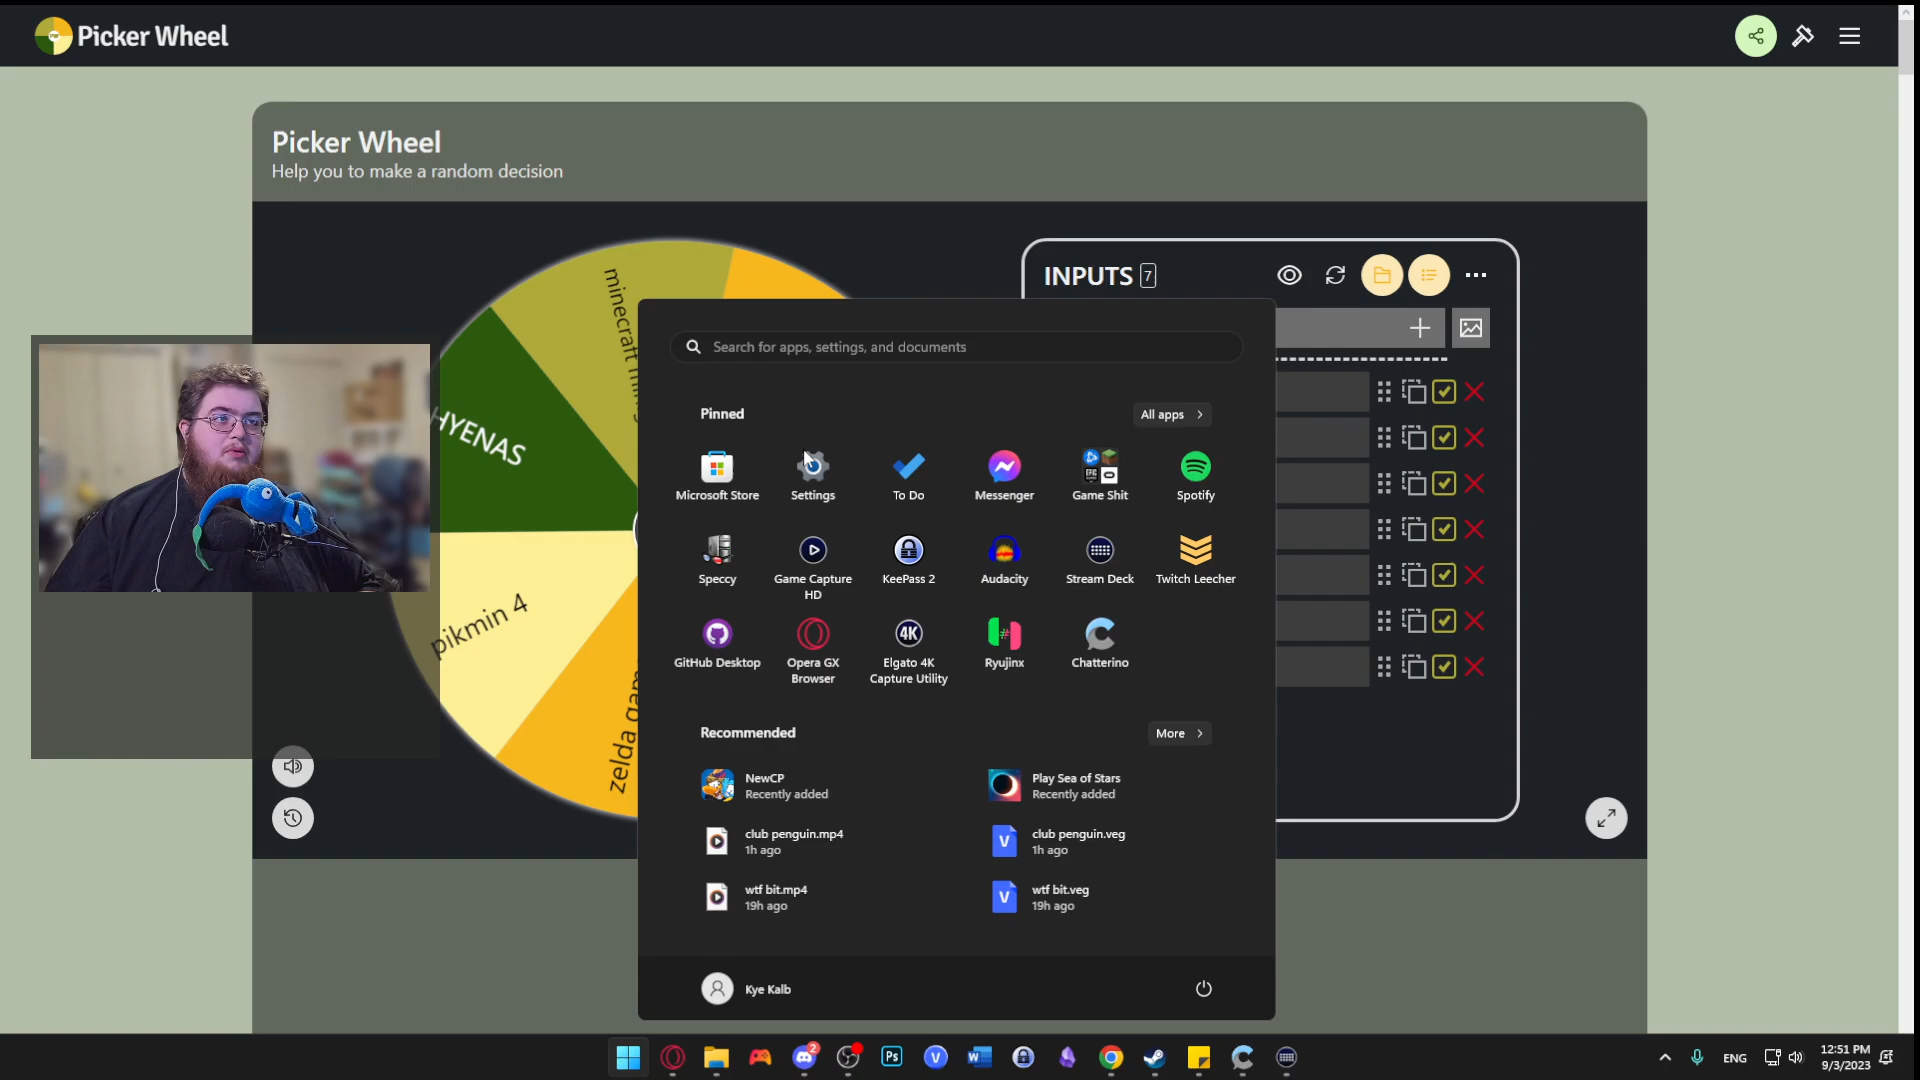 Picker Wheel
Picker Wheel
Help you to make a random decision
INPUTS 7
HYENAS
pikmin 4
Search for apps, settings, and documents
Pinned
All apps
Microsoft Store
Settings
To Do
Messenger
Game Shit
Spotify
Speccy
Game Capture
HD
KeePass 2
Audacity
Stream Deck
Twitch Leecher
GitHub Desktop
Opera GX
Browser
Elgato 4K
Capture Utility
Ryujinx
Chatterino
Recommended
More
NewCP
Recently added
Play Sea of Stars
Recently added
club penguin.mp4
1h ago
club penguin.veg
1h ago
wtf bit.mp4
19h ago
wtf bit.veg
19h ago
Kye Kalb
minecraft
zelda
ENG
12:51 PM
9/3/2023